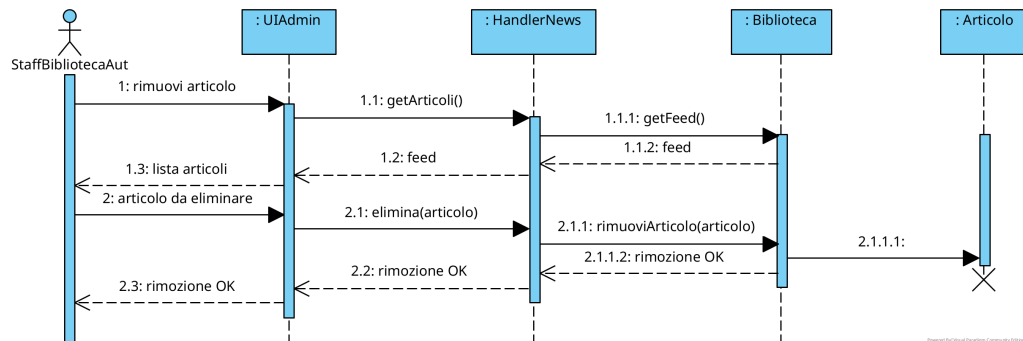 : UIAdmin
: HandlerNews
: Biblioteca
: Articolo
StaffBibliotecaAut
1: rimuovi articolo
1.1: getArticoli()
1.1.1: getFeed()
1.1.2: feed
1.2: feed
1.3: lista articoli
2: articolo da eliminare
2.1: elimina(articolo)
2.1.1: rimuoviArticolo(articolo)
2.1.1.1:
2.1.1.2: rimozione OK
2.2: rimozione OK
2.3: rimozione OK